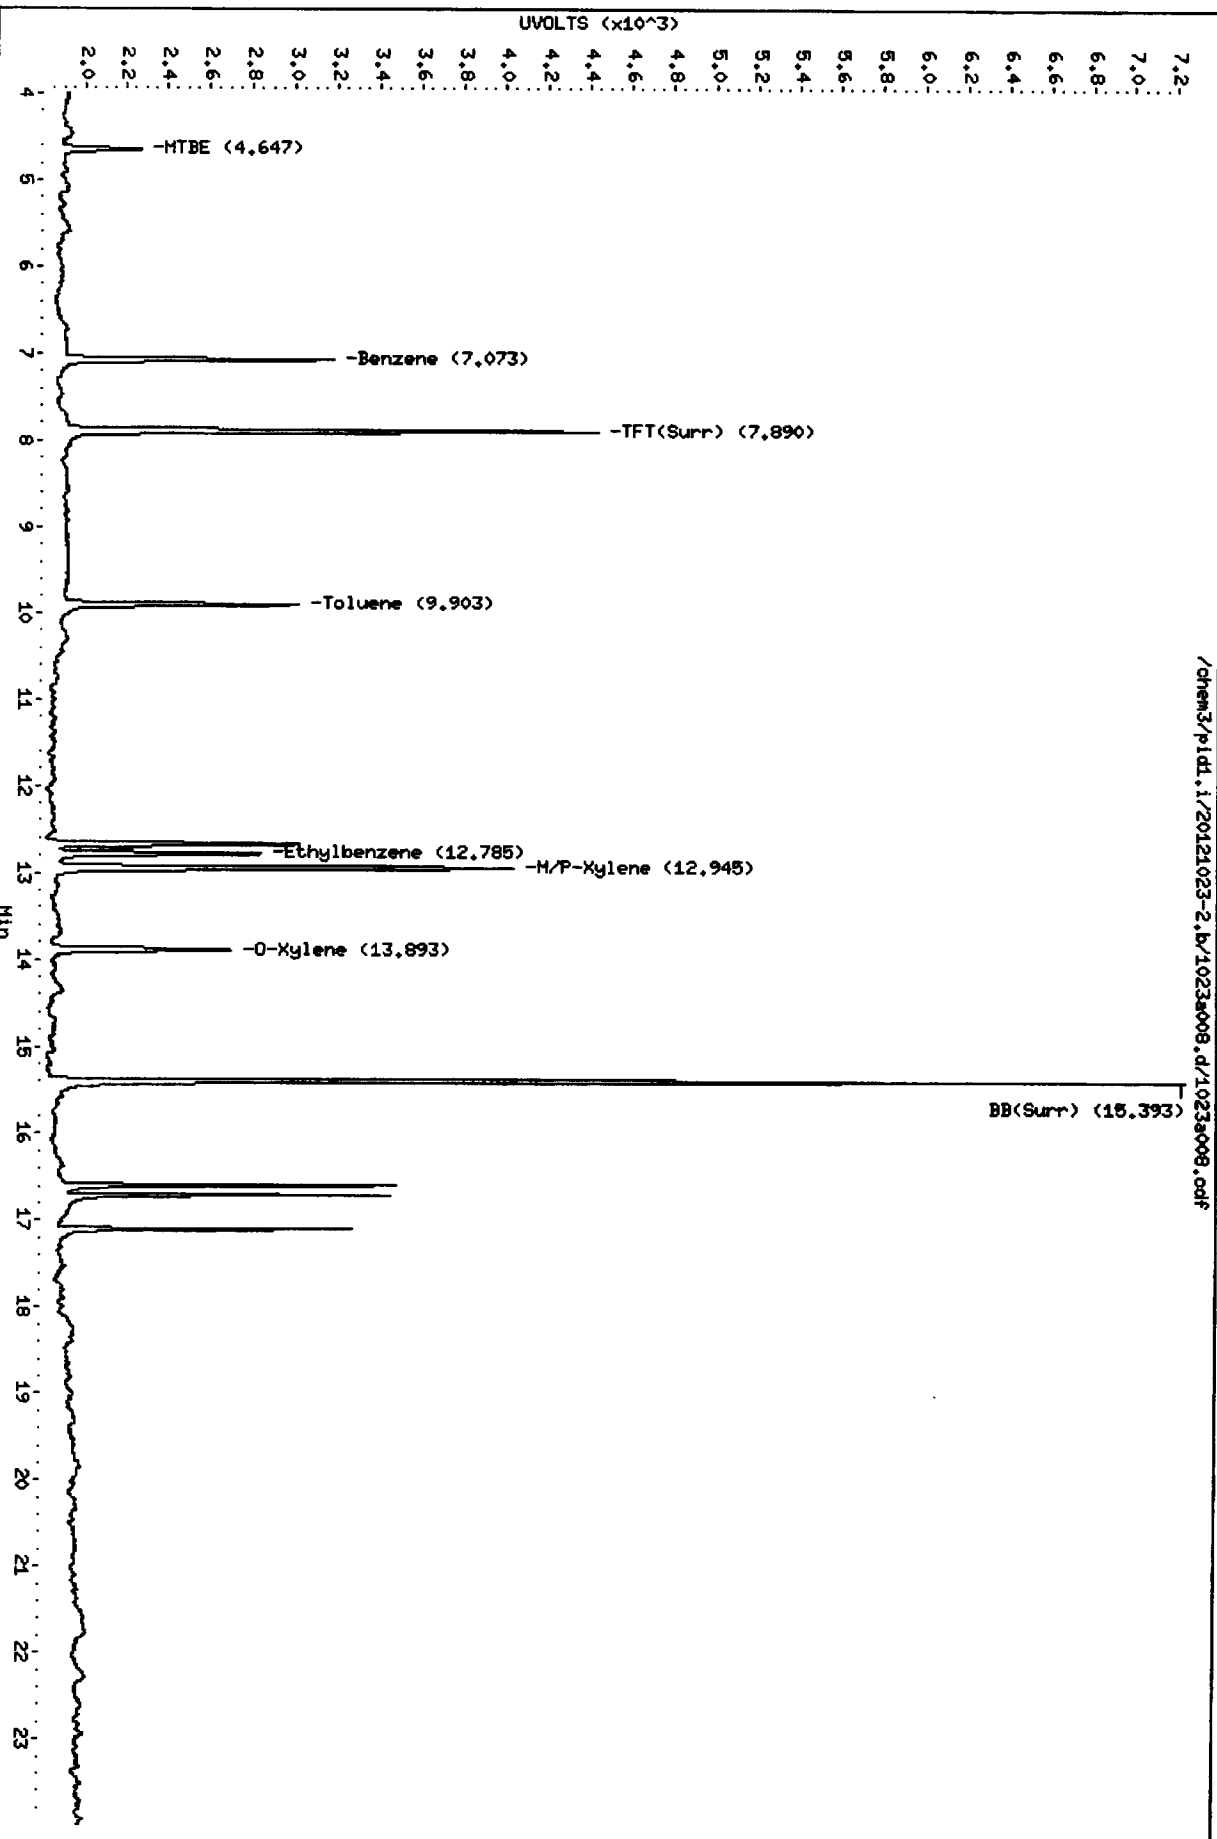 /chem3/pid1.i/20121023-2.b/1023a008.d/1023a008.cdf
UVOLTS (x10^3)
7.2
7.0
6.8
6.6
6.4
6.2
6.0
5.8
5.6
5.4
5.2
5.0
4.8
4.6
4.4
4.2
4.0
3.8
3.6
3.4
3.2
3.0
2.8
2.6
2.4
2.2
2.0
-MTBE (4.647)
-Benzene (7.073)
-TFT(Surr) (7.890)
-Toluene (9.903)
-Ethylbenzene (12.785)
-M/P-Xylene (12.945)
-O-Xylene (13.893)
BB(Surr) (15.393)
4 5 6 7 8 9 10 11 12 13 14 15 16 17 18 19 20 21 22 23
Min